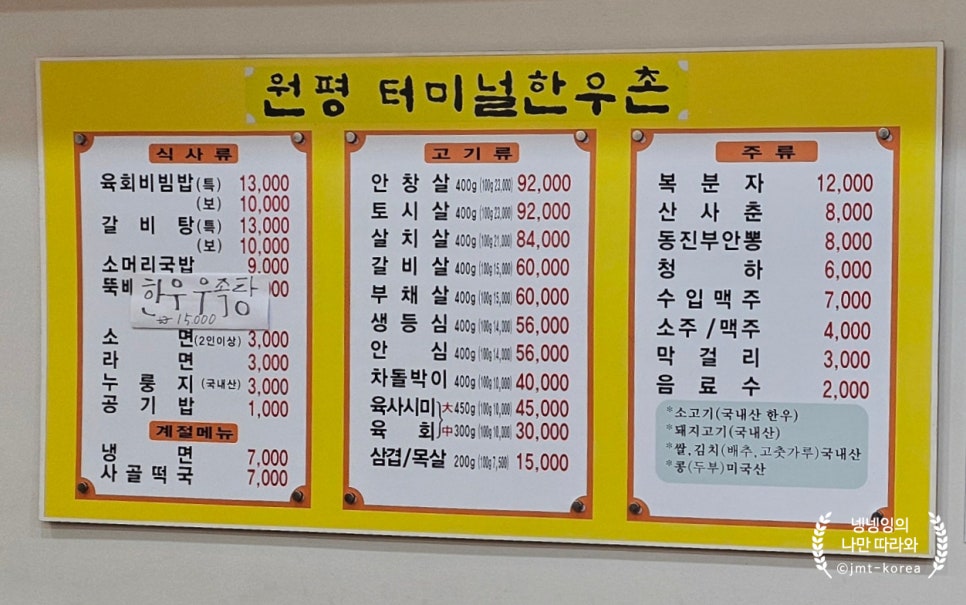 원평 터미널한우촌
식사류
육회비빔밥(특) 13,000
(보) 10,000
갈비탕(특) 13,000
(보) 10,000
소머리국밥 9,000
뚝배
한우 우족탕
15,000
소면(2인이상) 3,000
라면 3,000
누룽지(국내산) 3,000
공기밥 1,000
계절메뉴
냉면 7,000
사골떡국 7,000
고기류
안창살 400g(100g 23,000) 92,000
토시살 400g(100g 23,000) 92,000
살치살 400g(100g 21,000) 84,000
갈비살 400g(100g 15,000) 60,000
부채살 400g(100g 15,000) 60,000
생등심 400g(100g 14,000) 56,000
안심 400g(100g 14,000) 56,000
차돌박이 400g(100g 10,000) 40,000
육사시미 大 450g(100g 10,000) 45,000
육회 中 300g(100g 10,000) 30,000
삼겹/목살 200g(100g 7,500) 15,000
주류
복분자 12,000
산사춘 8,000
동진부안뽕 8,000
청하 6,000
수입맥주 7,000
소주/맥주 4,000
막걸리 3,000
음료수 2,000
*소고기(국내산 한우)
*돼지고기(국내산)
*쌀,김치(배추,고춧가루)국내산
*콩(두부)미국산
넹넹잉의
나만 따라와
©jmt-korea